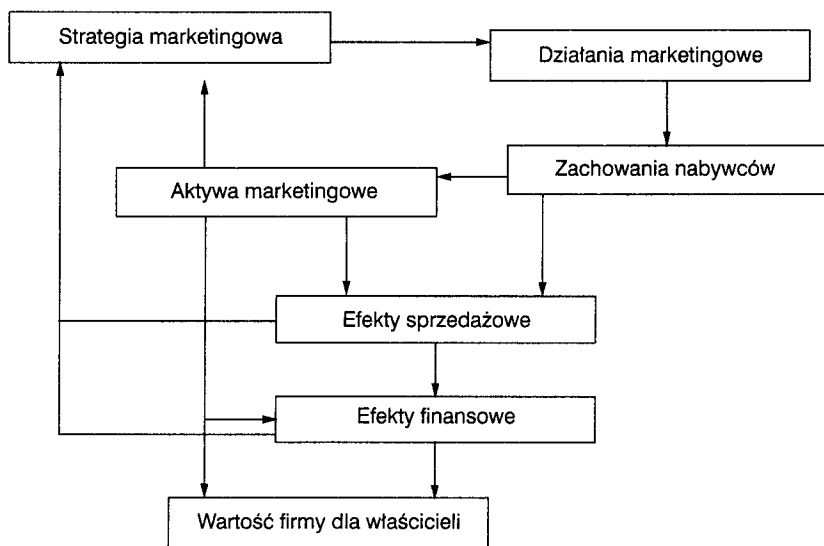 Strategia marketingowa
Działania marketingowe
Zachowania nabywców
Aktywa marketingowe
Efekty sprzedażowe
Efekty finansowe
Wartość firmy dla właścicieli